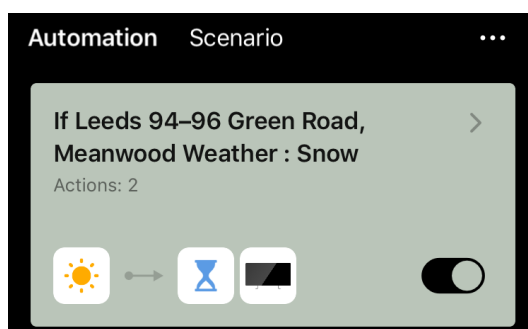 Automation Scenario
If Leeds 94–96 Green Road,
Meanwood Weather : Snow
Actions: 2